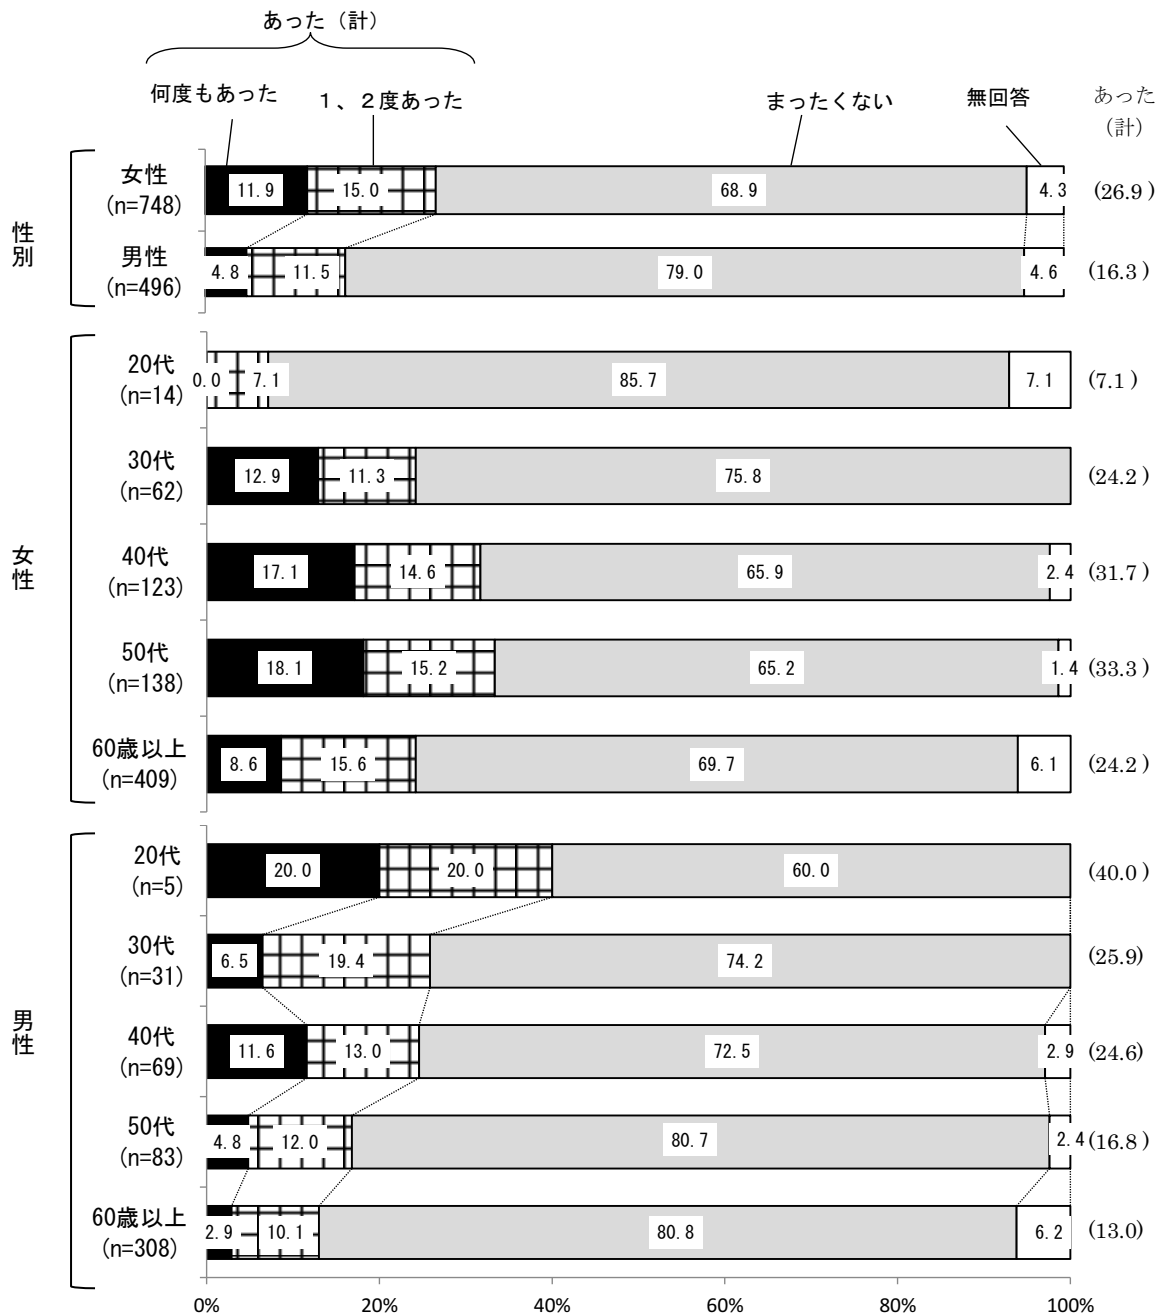 あった（計）
何度もあった
１、２度あった
まったくない
無回答
あった
（計）
性別
女性
(n=748)
11.9 15.0 68.9 4.3 (26.9)
男性
(n=496)
4.8 11.5 79.0 4.6 (16.3)
女性
20代
(n=14)
0.0 7.1 85.7 7.1 (7.1)
30代
(n=62)
12.9 11.3 75.8 (24.2)
40代
(n=123)
17.1 14.6 65.9 2.4 (31.7)
50代
(n=138)
18.1 15.2 65.2 1.4 (33.3)
60歳以上
(n=409)
8.6 15.6 69.7 6.1 (24.2)
男性
20代
(n=5)
20.0 20.0 60.0 (40.0)
30代
(n=31)
6.5 19.4 74.2 (25.9)
40代
(n=69)
11.6 13.0 72.5 2.9 (24.6)
50代
(n=83)
4.8 12.0 80.7 2.4 (16.8)
60歳以上
(n=308)
2.9 10.1 80.8 6.2 (13.0)
0% 20% 40% 60% 80% 100%